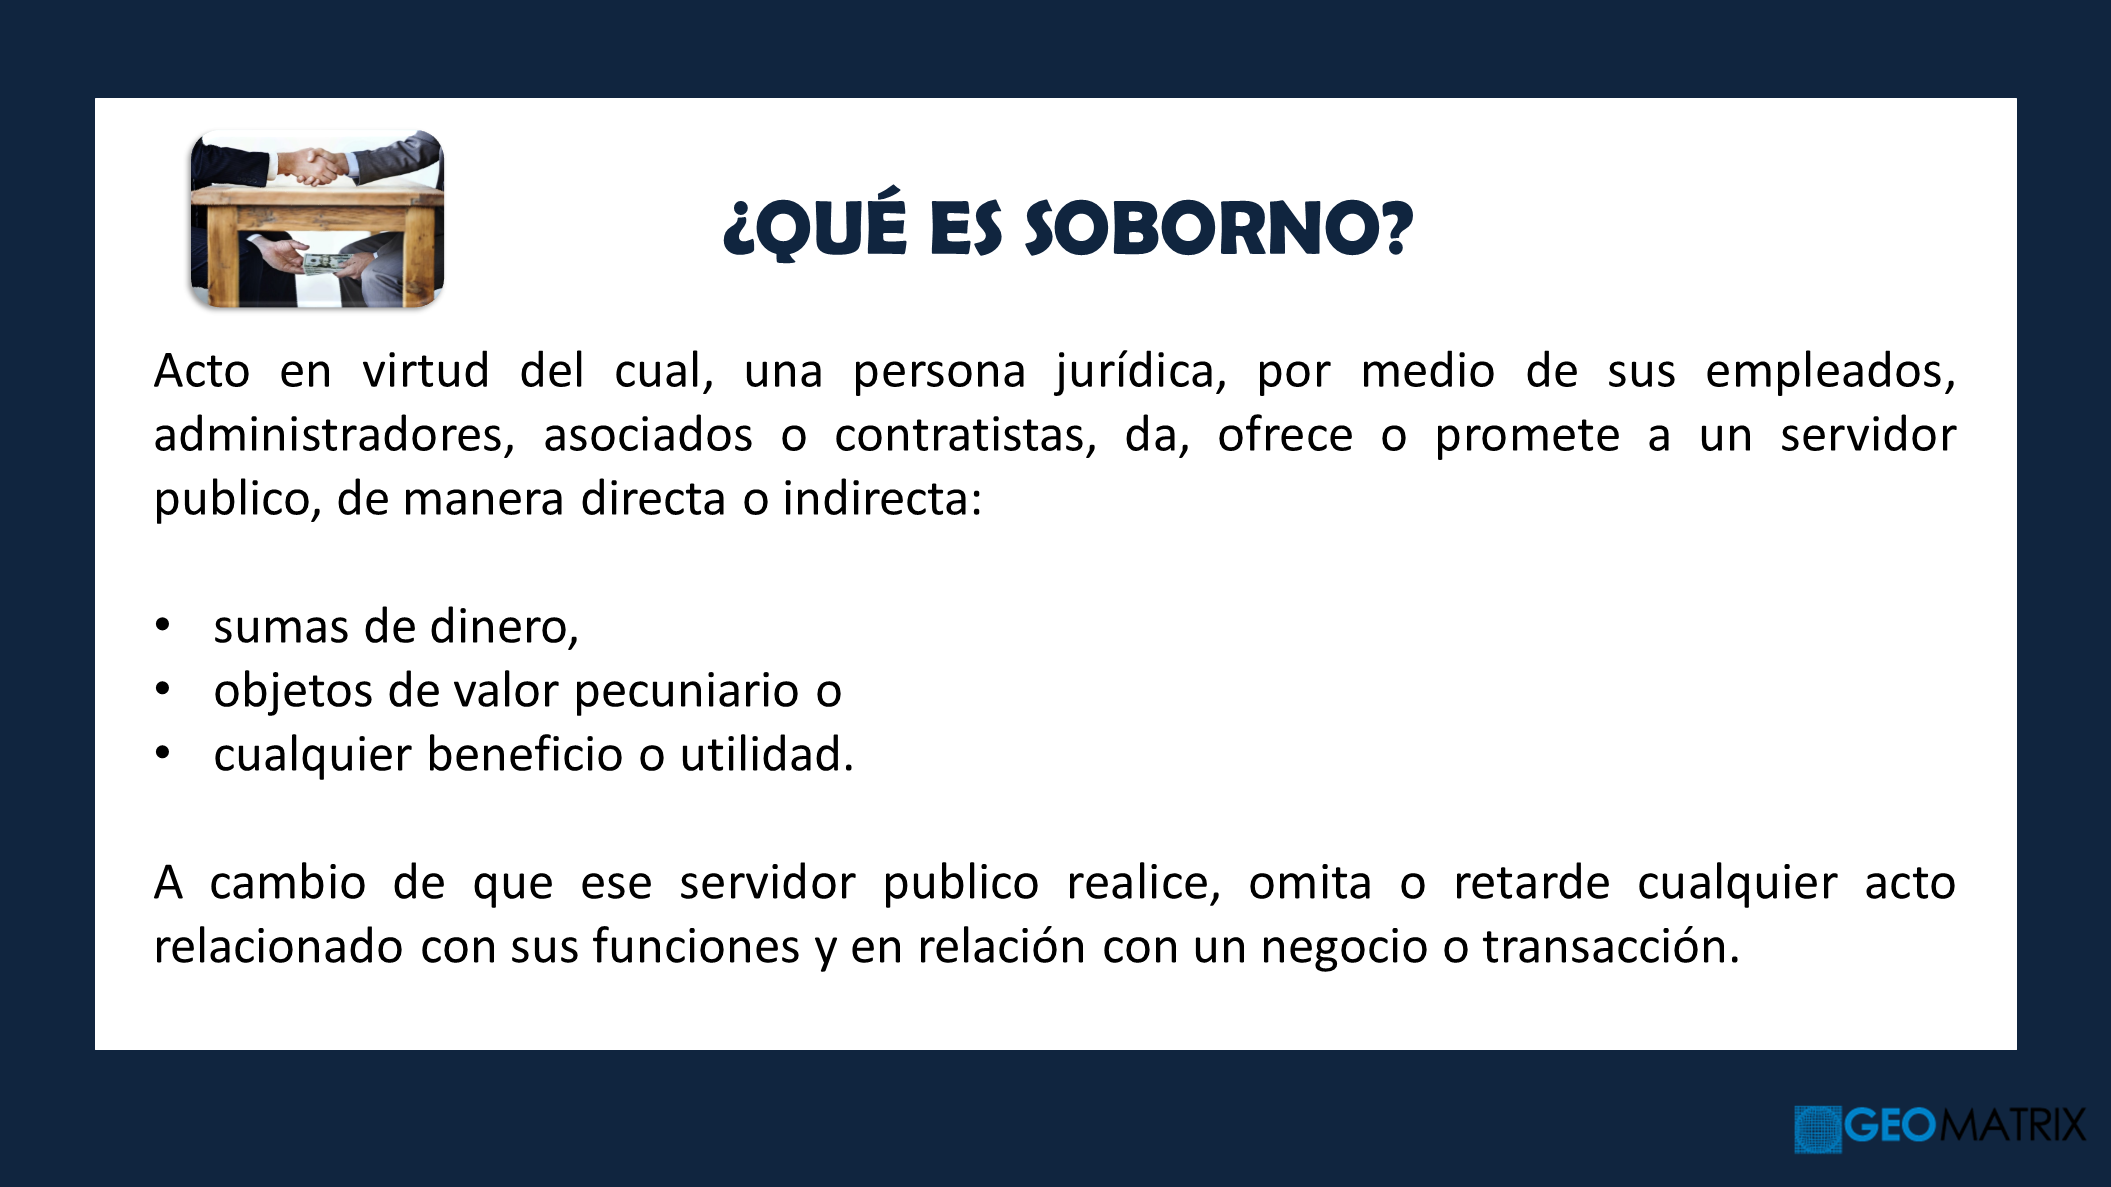 ¿QUÉ ES SOBORNO?
Acto en virtud del cual, una persona jurídica, por medio de sus empleados,
administradores, asociados o contratistas, da, ofrece o promete a un servidor
publico, de manera directa o indirecta:
• sumas de dinero,
• objetos de valor pecuniario o
• cualquier beneficio o utilidad.
A cambio de que ese servidor publico realice, omita o retarde cualquier acto
relacionado con sus funciones y en relación con un negocio o transacción.
GEOMATRIX